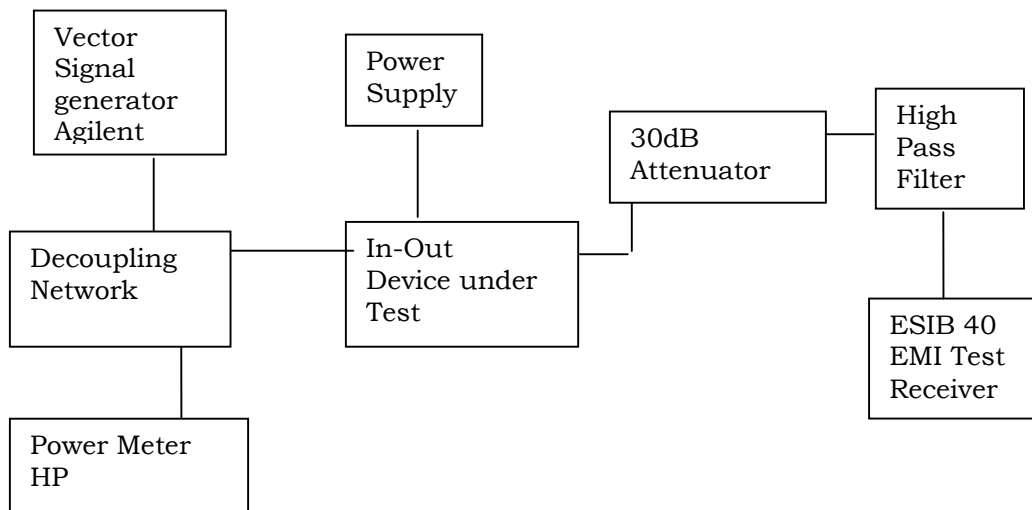 Vector
Signal
generator
Agilent
Power
Supply
30dB
Attenuator
High
Pass
Filter
Decoupling
Network
In-Out
Device under
Test
ESIB 40
EMI Test
Receiver
Power Meter
HP